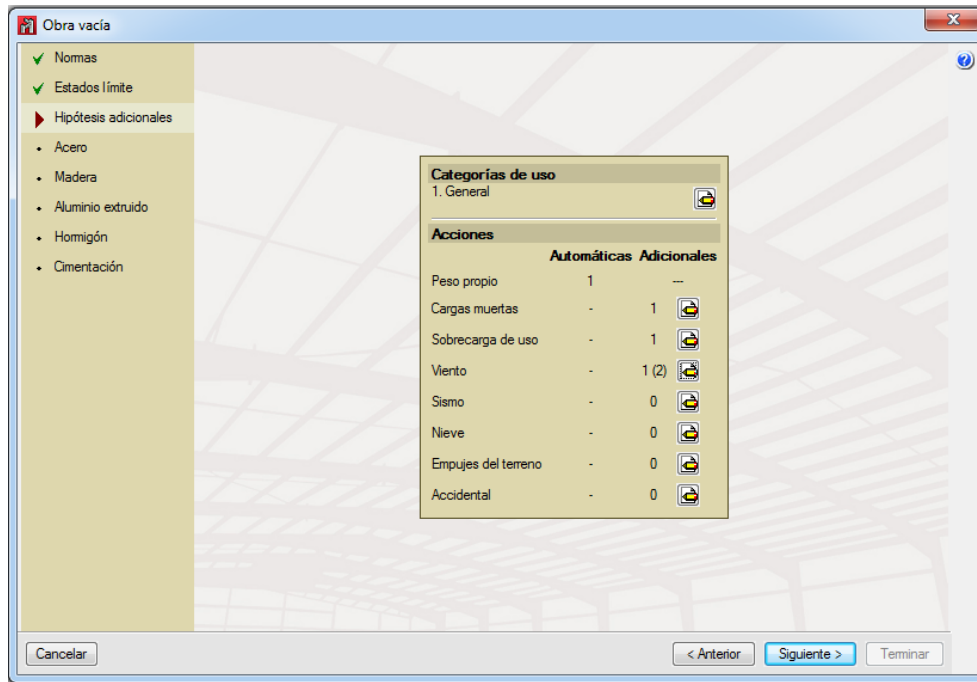 Obra vacía
Normas
Estados límite
Hipótesis adicionales
Acero
Madera
Aluminio extruido
Hormigón
Cimentación
Categorías de uso
1. General
Acciones
Automáticas Adicionales
Peso propio 1 ---
Cargas muertas - 1
Sobrecarga de uso - 1
Viento - 1 (2)
Sismo - 0
Nieve - 0
Empujes del terreno - 0
Accidental - 0
Cancelar < Anterior Siguiente > Terminar